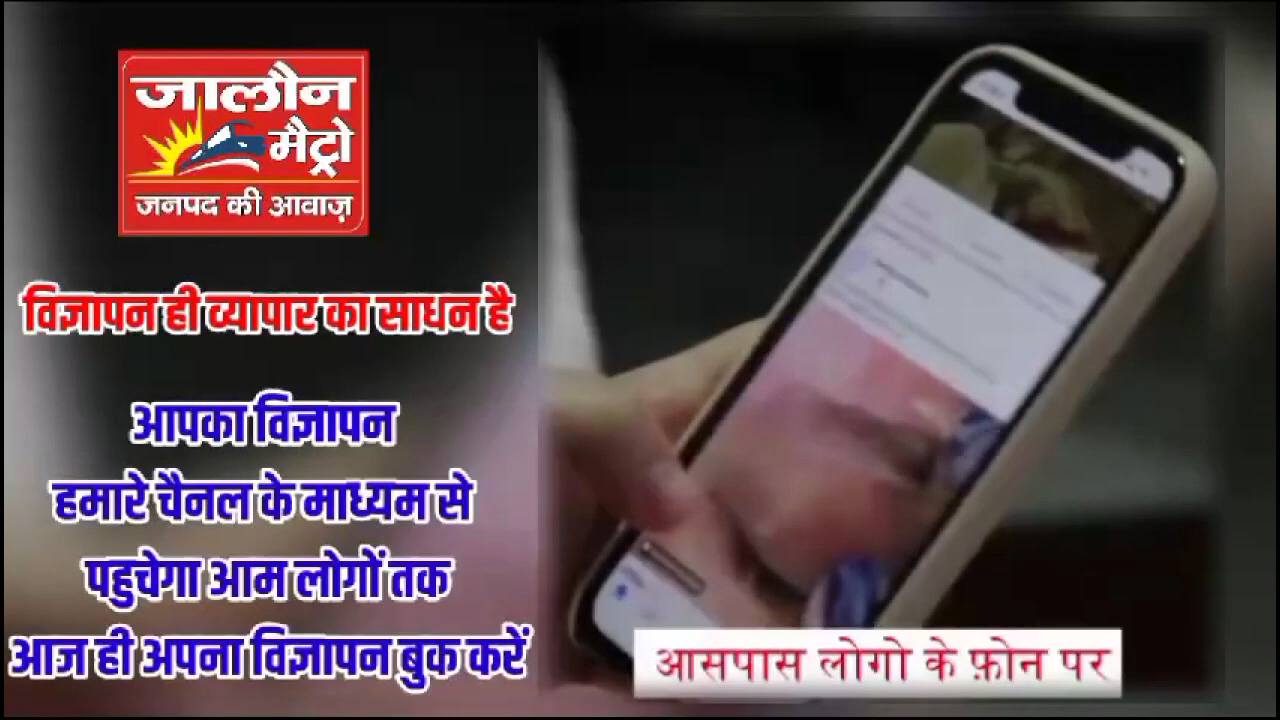 जालौन
मैट्रो
जनपद की आवाज़
विज्ञापन ही व्यापार का साधन है
आपका विज्ञापन
हमारे चैनल के माध्यम से
पहुचेगा आम लोगों तक
आज ही अपना विज्ञापन बुक करें
आसपास लोगो के फ़ोन पर